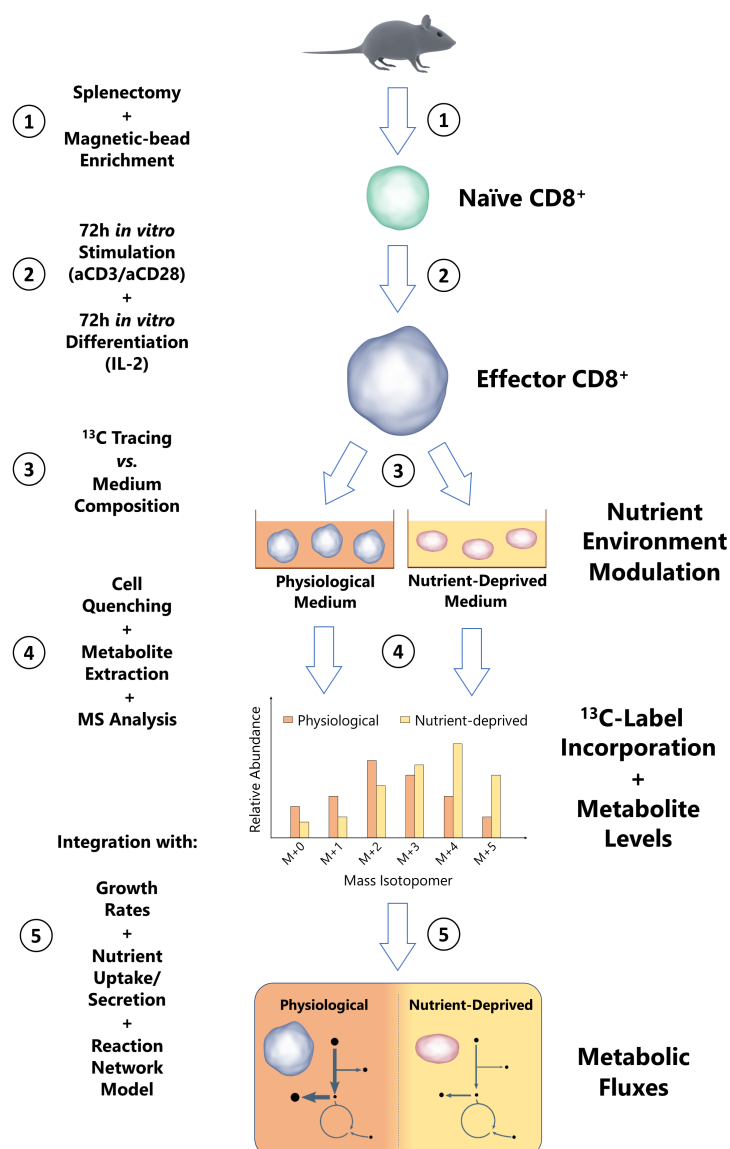 1
Splenectomy
+
Magnetic-bead
Enrichment
1
Naïve CD8⁺
2
72h in vitro
Stimulation
(aCD3/aCD28)
+
72h in vitro
Differentiation
(IL-2)
2
Effector CD8⁺
3
¹³C Tracing
vs.
Medium
Composition
3
Physiological
Medium
Nutrient-Deprived
Medium
Nutrient
Environment
Modulation
4
Cell
Quenching
+
Metabolite
Extraction
+
MS Analysis
4
Relative Abundance
Physiological
Nutrient-deprived
M+0
M+1
M+2
M+3
M+4
M+5
Mass Isotopomer
¹³C-Label
Incorporation
+
Metabolite
Levels
Integration with:
5
Growth
Rates
+
Nutrient
Uptake/
Secretion
+
Reaction
Network
Model
5
Physiological
Nutrient-Deprived
Metabolic
Fluxes